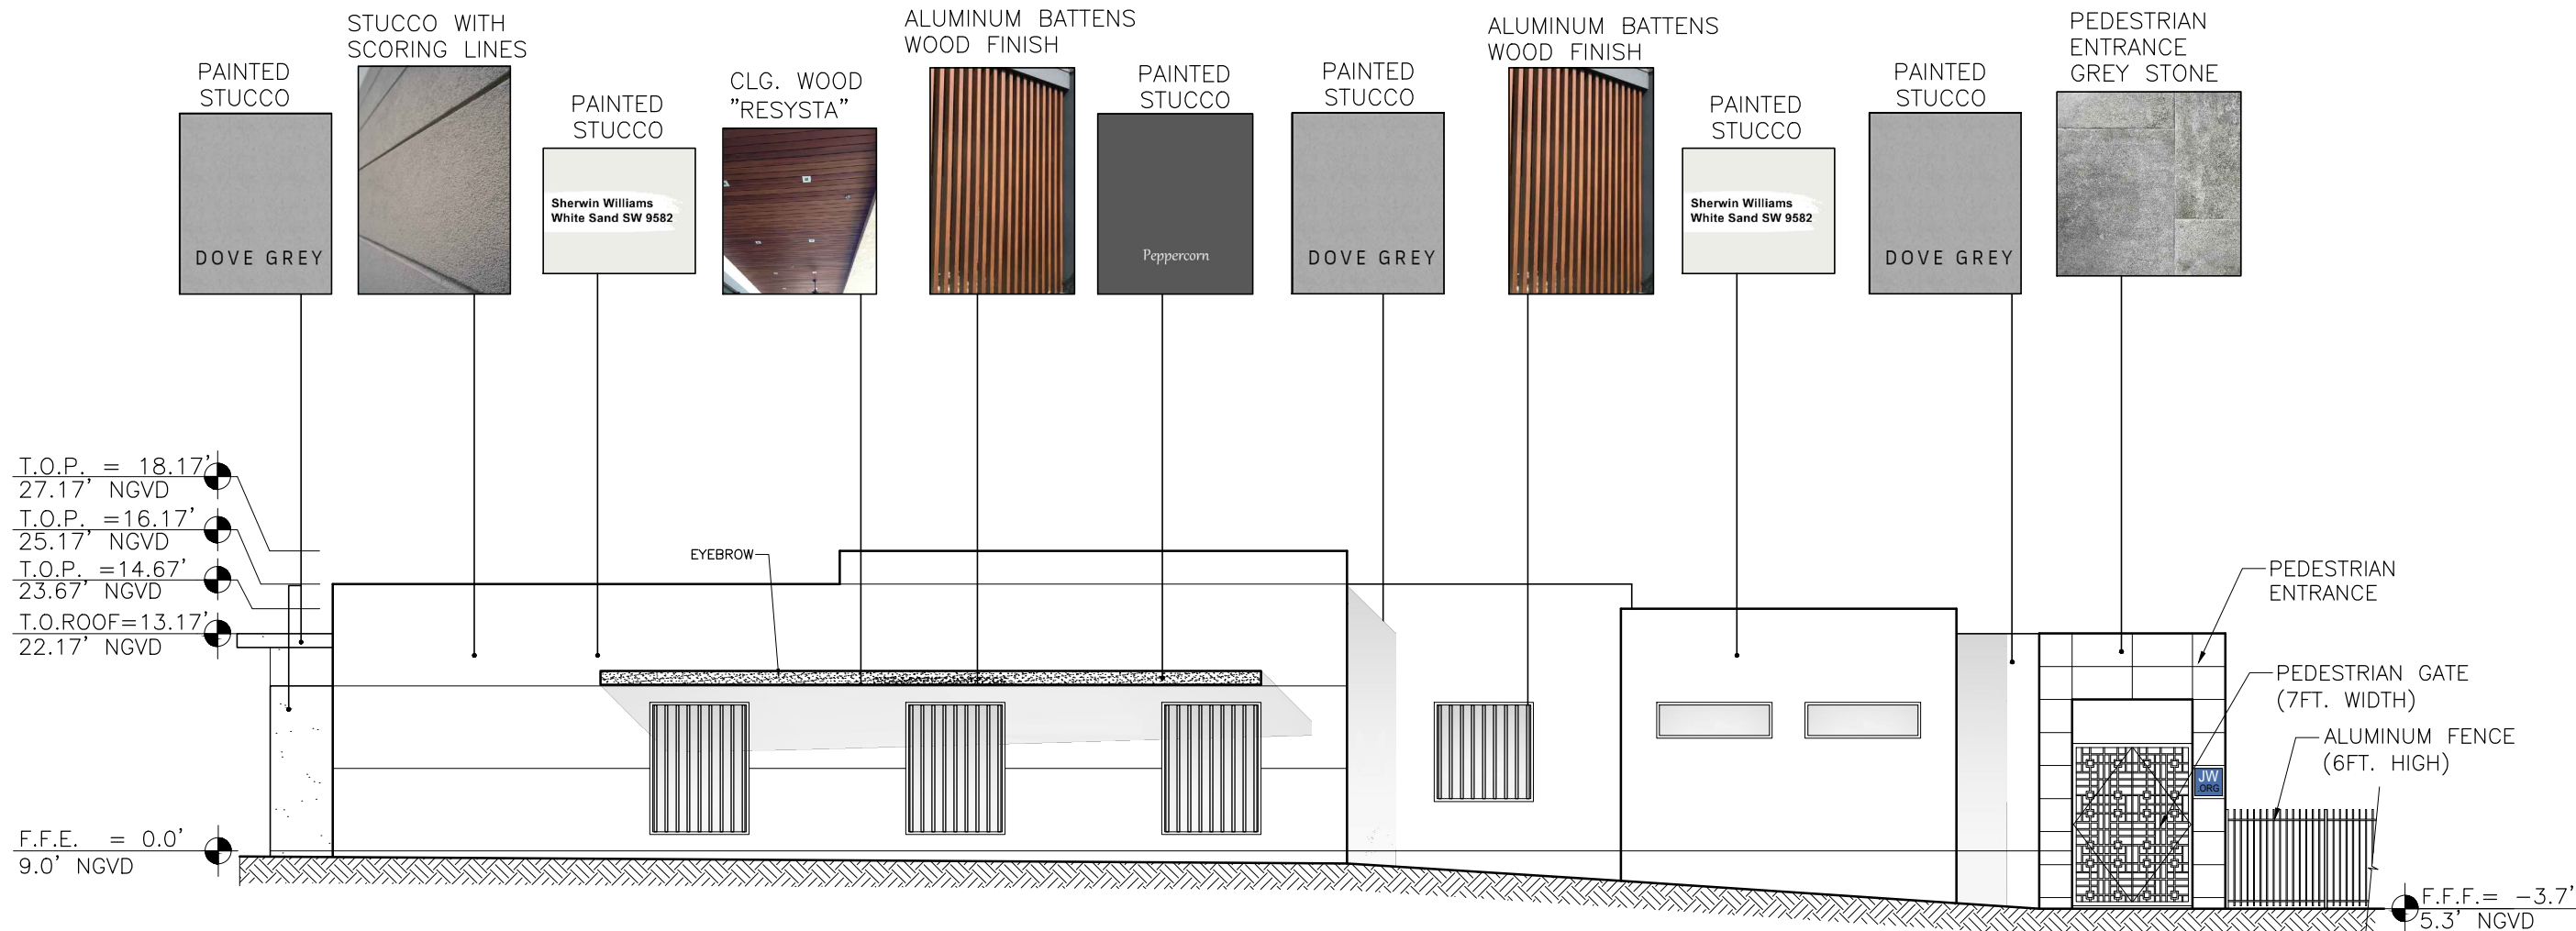 PAINTED
STUCCO
DOVE GREY
STUCCO WITH
SCORING LINES
PAINTED
STUCCO
Sherwin Williams
White Sand SW 9582
CLG. WOOD
"RESYSTA"
ALUMINUM BATTENS
WOOD FINISH
PAINTED
STUCCO
Peppercorn
PAINTED
STUCCO
DOVE GREY
ALUMINUM BATTENS
WOOD FINISH
PAINTED
STUCCO
Sherwin Williams
White Sand SW 9582
PAINTED
STUCCO
DOVE GREY
PEDESTRIAN
ENTRANCE
GREY STONE
T.O.P. = 18.17'
27.17' NGVD
T.O.P. =16.17'
25.17' NGVD
T.O.P. =14.67'
23.67' NGVD
T.O.ROOF=13.17'
22.17' NGVD
F.F.E. = 0.0'
9.0' NGVD
EYEBROW
PEDESTRIAN
ENTRANCE
PEDESTRIAN GATE
(7FT. WIDTH)
ALUMINUM FENCE
(6FT. HIGH)
JW
.ORG
F.F.F.= -3.7'
5.3' NGVD